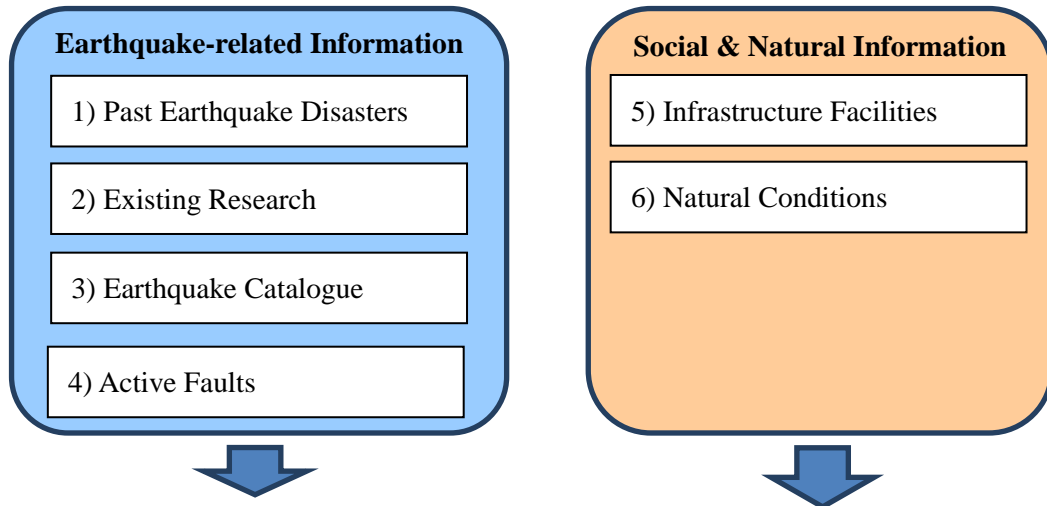 Earthquake-related Information
1) Past Earthquake Disasters
2) Existing Research
3) Earthquake Catalogue
4) Active Faults
Social & Natural Information
5) Infrastructure Facilities
6) Natural Conditions